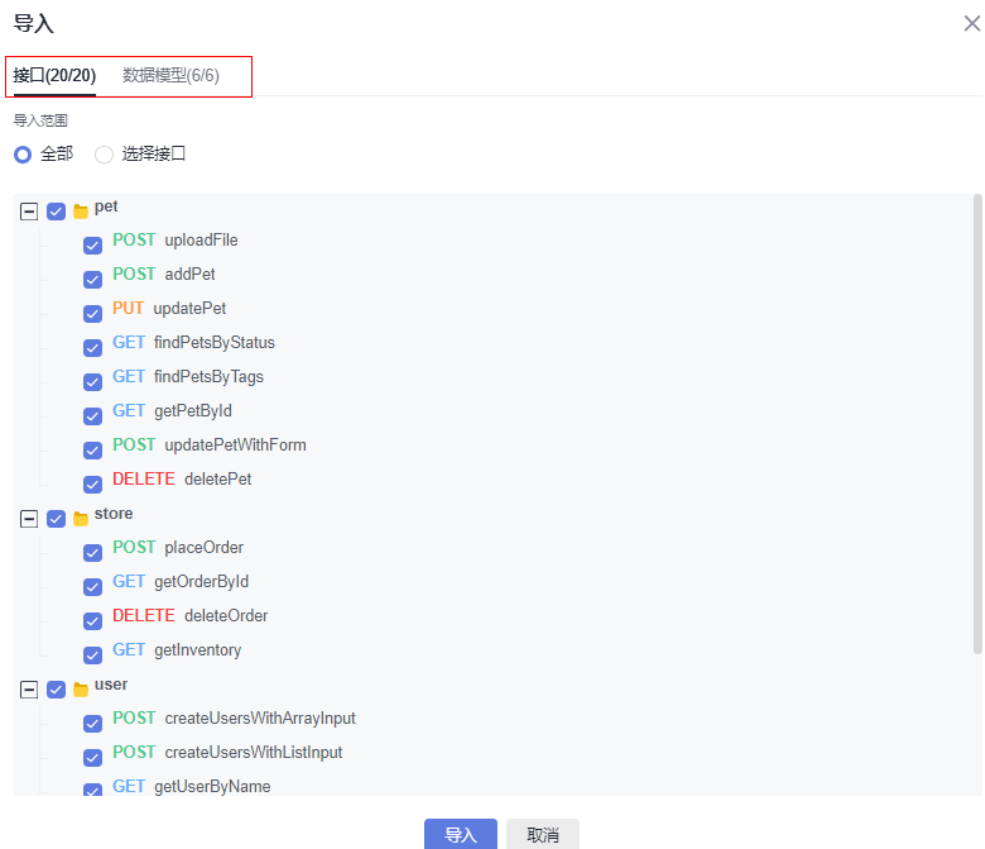 导入
接口(20/20) 数据模型(6/6)
导入范围
全部 选择接口
pet
POST uploadFile
POST addPet
PUT updatePet
GET findPetsByStatus
GET findPetsByTags
GET getPetById
POST updatePetWithForm
DELETE deletePet
store
POST placeOrder
GET getOrderById
DELETE deleteOrder
GET getInventory
user
POST createUsersWithArrayInput
POST createUsersWithListInput
GET getUserByName
导入 取消